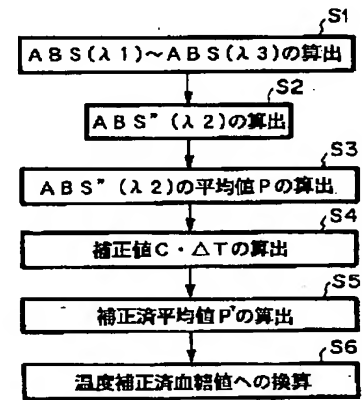 S1
ABS(λ1)~ABS(λ3)の算出
S2
ABS"(λ2)の算出
S3
ABS"(λ2)の平均値Pの算出
S4
補正値C・△Tの算出
S5
補正済平均値P'の算出
S6
温度補正済血糖値への換算